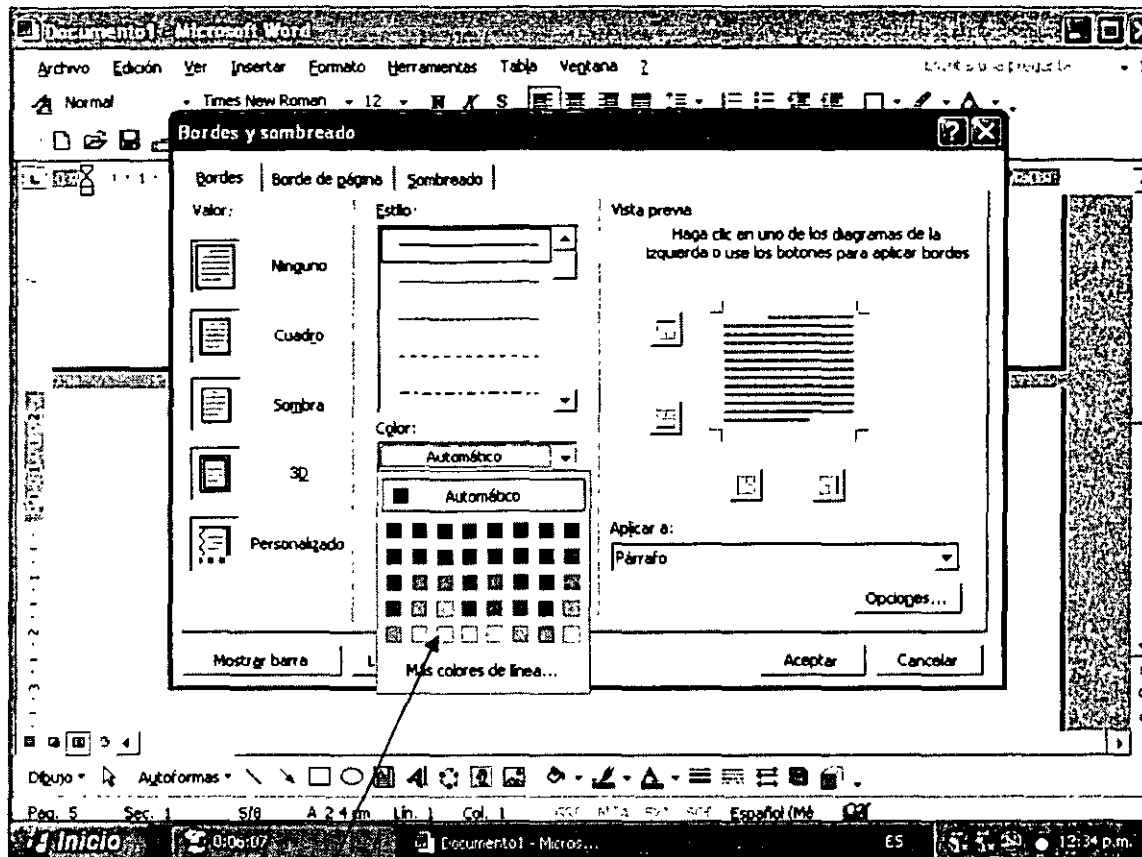 Documento1 - Microsoft Word
Archivo Edición Ver Insertar Formato Herramientas Tabla Ventana ?
Normal Times New Roman 12 N K S
Bordes y sombreado
Bordes Borde de página Sombreado
Valor: Estilo: Vista previa
Haga clic en uno de los diagramas de la
izquierda o use los botones para aplicar bordes
Ninguno
Cuadro
Sombra
Color:
Automático
3D
Automático
Personalizado
Aplicar a:
Párrafo
Opciones...
Mostrar barra
Más colores de línea...
Aceptar Cancelar
Dibujo Autoformas
Pág. 5 Sec. 1 5/8 A 2.4 cm Lín. 1 Col. 1 Español (Mé
Inicio 0:06:07 Documento1 - Micros... ES 12:34 p.m.